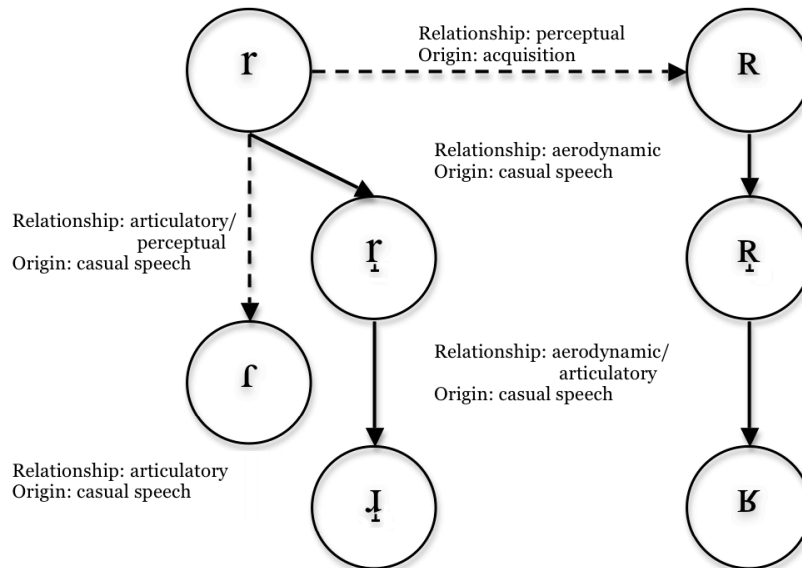 r
Relationship: perceptual
Origin: acquisition
ʀ
Relationship: aerodynamic
Origin: casual speech
Relationship: articulatory/
perceptual
Origin: casual speech
r̝
ʀ̝
Relationship: aerodynamic/
articulatory
Origin: casual speech
ɾ
Relationship: articulatory
Origin: casual speech
ɹ̝
ʁ